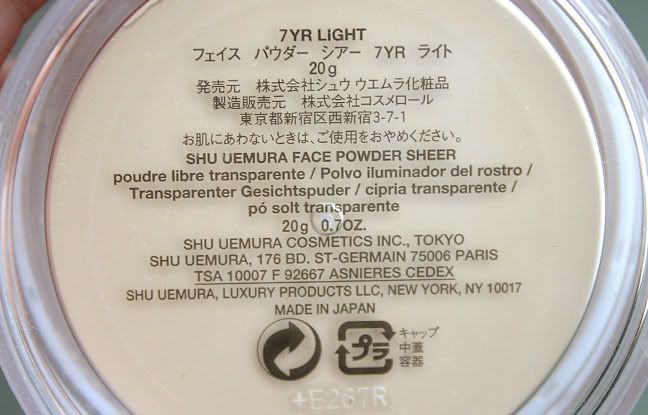 7YR LIGHT
フェイス パウダー シアー 7YR ライト
20g
発売元 株式会社シュウ ウエムラ化粧品
製造販売元 株式会社コスメロール
東京都新宿区西新宿3-7-1
お肌にあわないときは、ご使用をおやめください。
SHU UEMURA FACE POWDER SHEER
poudre libre transparente / Polvo iluminador del rostro /
Transparenter Gesichtspuder / cipria transparente /
pó solt transparente
20g 0.7OZ.
SHU UEMURA COSMETICS INC., TOKYO
SHU UEMURA, 176 BD. ST-GERMAIN 75006 PARIS
TSA 10007 F 92667 ASNIERES CEDEX
SHU UEMURA, LUXURY PRODUCTS LLC, NEW YORK, NY 10017
MADE IN JAPAN
プラ
キャップ
中蓋
容器
+E267R